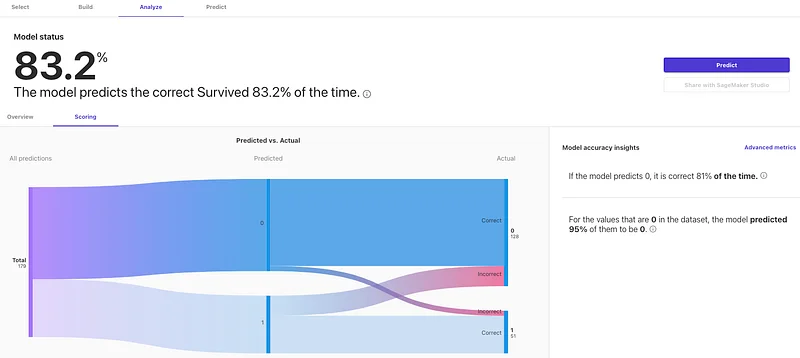 Select Build Analyze Predict
Model status
83.2%
The model predicts the correct Survived 83.2% of the time.
Predict
Share with SageMaker Studio
Overview Scoring
Predicted vs. Actual
All predictions Predicted Actual
Total
179
0
1
Correct
0
128
Incorrect
Incorrect
Correct
1
51
Model accuracy insights Advanced metrics
If the model predicts 0, it is correct 81% of the time.
For the values that are 0 in the dataset, the model predicted
95% of them to be 0.